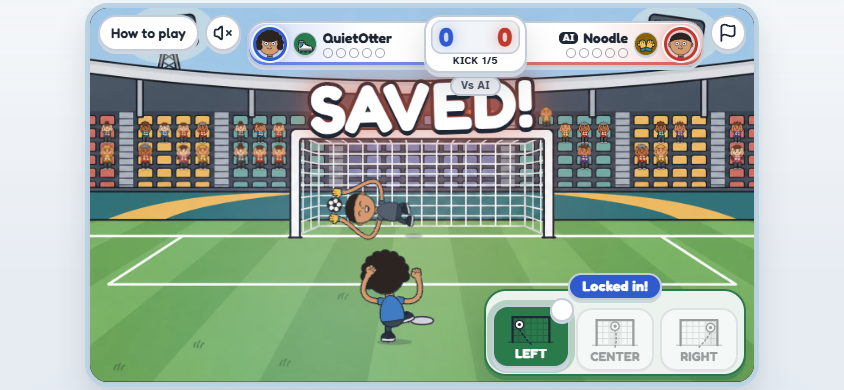 How to play
QuietOtter
0 0
KICK 1/5
AI Noodle
Vs AI
SAVED!
Locked in!
LEFT
CENTER
RIGHT